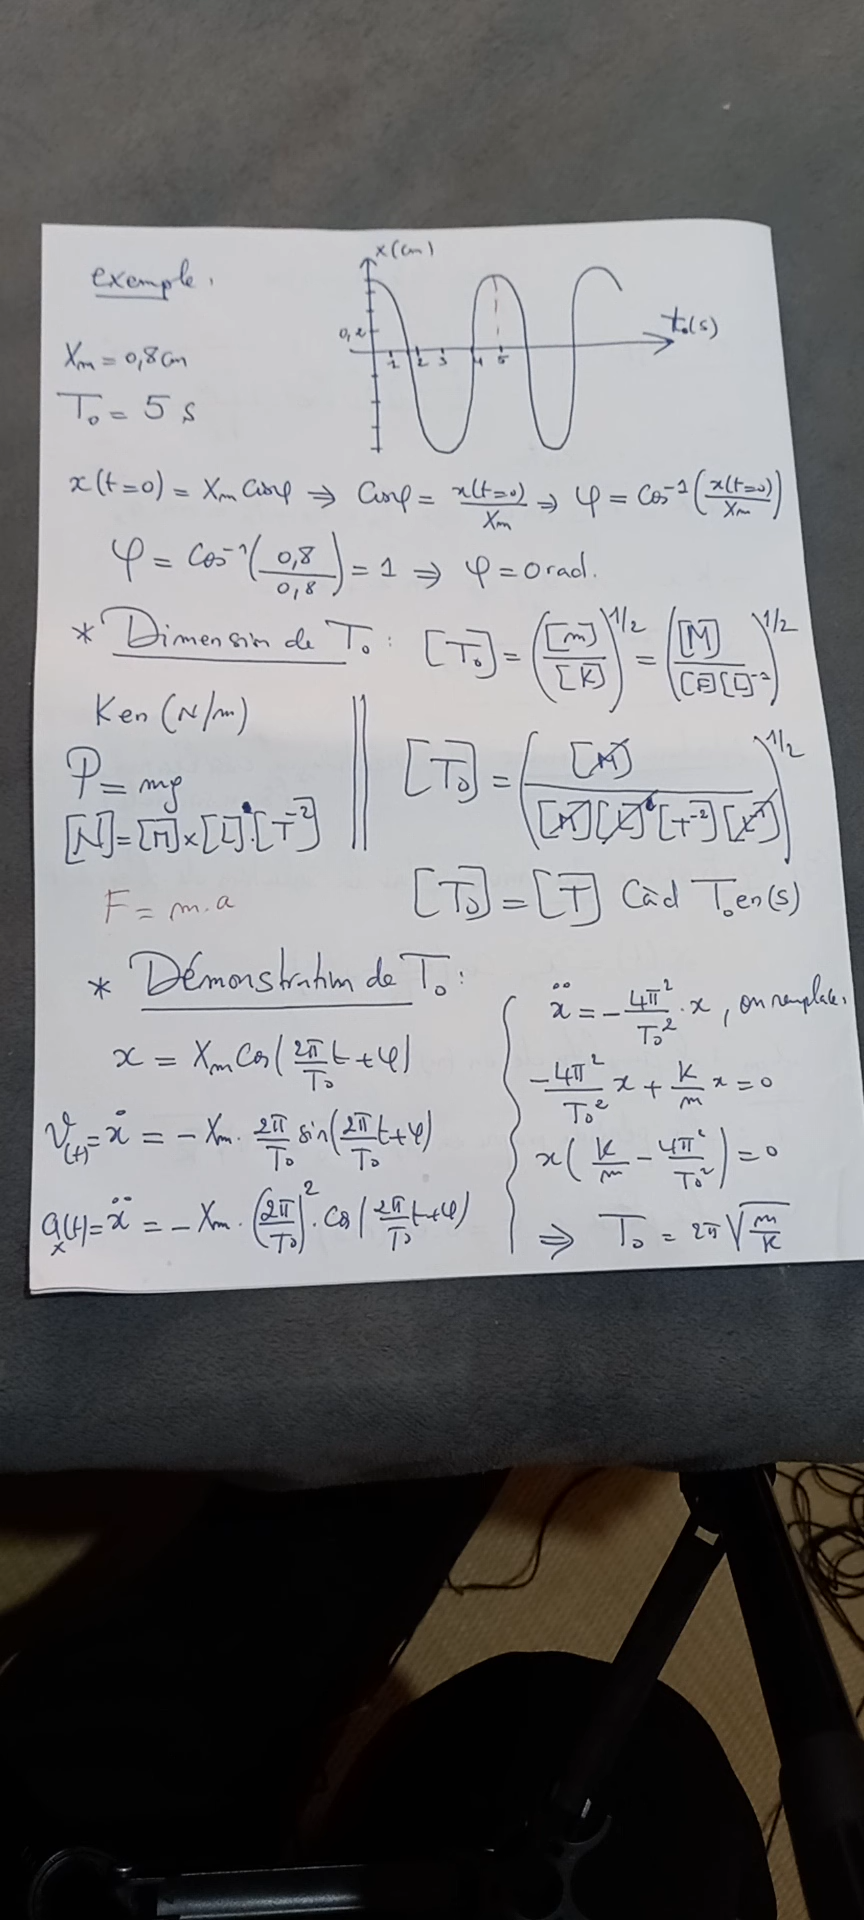 exemple.
x(cm)
0,2
1 2 3 4 5
t(s)
Xm = 0,8 cm
T₀ = 5 s
x(t=0) = Xm Cosφ ⇒ Cosφ = x(t=0)/Xm ⇒ φ = Cos⁻¹(x(t=0)/Xm)
φ = Cos⁻¹(0,8/0,8) = 1 ⇒ φ = 0 rad.
* Dimension de T₀ : [T₀] = ([m]/[K])^1/2 = ([M]/[F][L]⁻¹)^1/2
K en (N/m)
P = mg
[N] = [M] × [L].[T⁻²]
F = m.a
[T₀] = ([M]/[M][L][T⁻²][L⁻¹])^1/2
[T₀] = [T] Càd T₀ en (s)
* Démonstration de T₀ :
x = Xm Cos(2π/T₀ t + φ)
V(t) = ẋ = - Xm . 2π/T₀ sin(2π/T₀ t + φ)
aₓ(t) = ẍ = - Xm . (2π/T₀)² . Cos(2π/T₀ t + φ)
ẍ = - 4π²/T₀² . x , on remplace.
- 4π²/T₀² x + K/m x = 0
x(K/m - 4π²/T₀²) = 0
⇒ T₀ = 2π √(m/K)